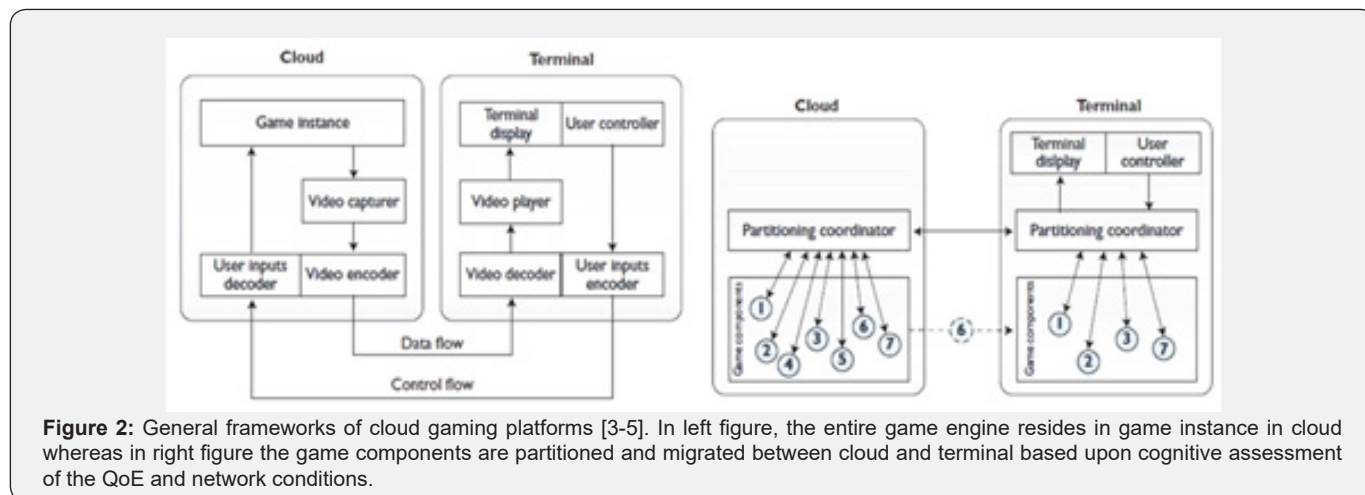 Cloud
Terminal
Game instance
Video capturer
User inputs
decoder
Video encoder
Terminal
display
User controller
Video player
Video decoder
User inputs
encoder
Data flow
Control flow
Cloud
Partitioning coordinator
Game components
1
2
4
3
5
6
7
6
Terminal
Terminal
dislplay
User
controller
Partitioning coordinator
Game components
1
2
3
7
Figure 2: General frameworks of cloud gaming platforms [3-5]. In left figure, the entire game engine resides in game instance in cloud
whereas in right figure the game components are partitioned and migrated between cloud and terminal based upon cognitive assessment
of the QoE and network conditions.